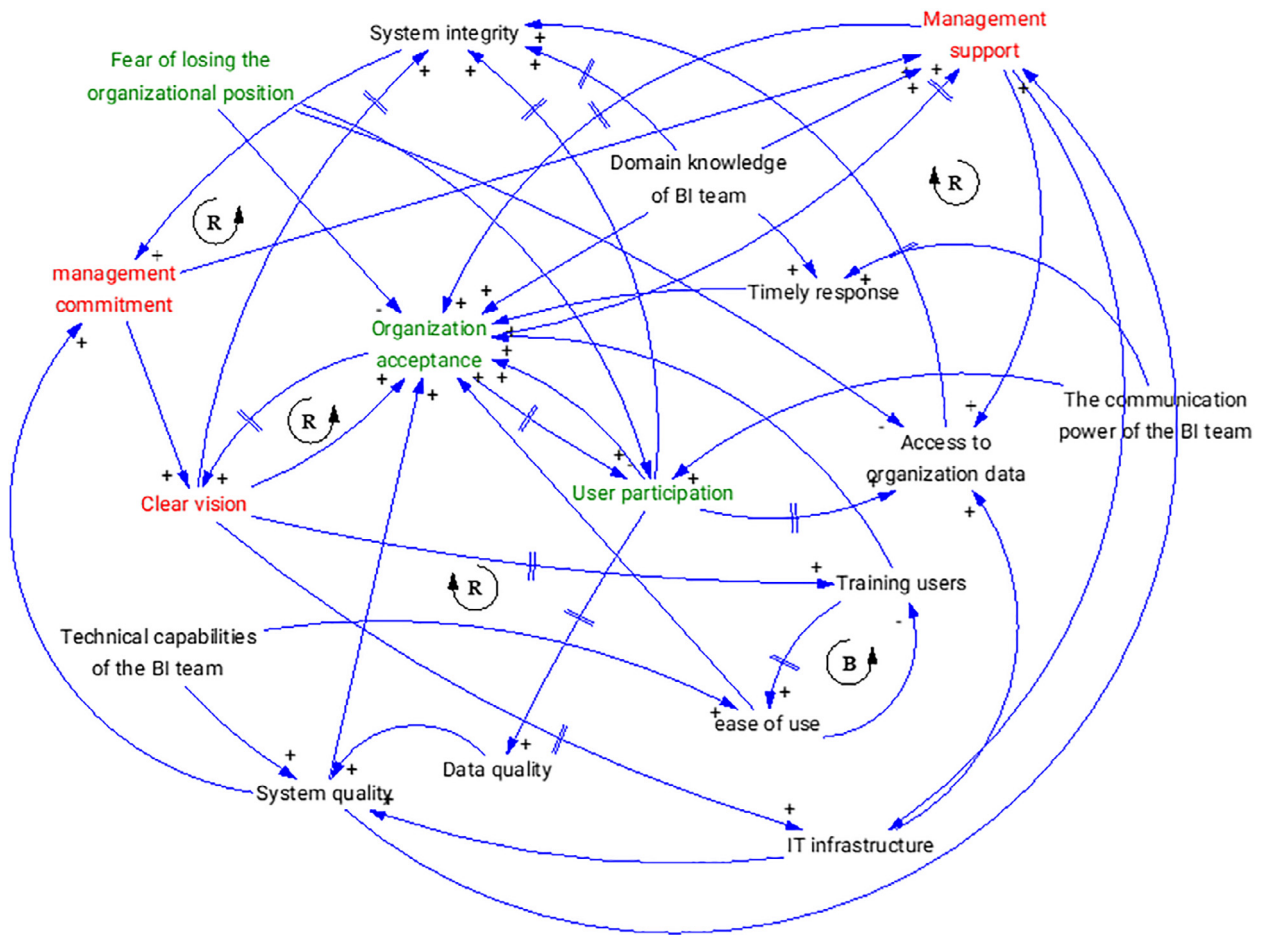 System integrity
Management
support
Fear of losing the
organizational position
Domain knowledge
of BI team
R
R
management
commitment
Timely response
Organization
acceptance
The communication
power of the BI team
R
Access to
organization data
Clear vision
User participation
R
Training users
Technical capabilities
of the BI team
B
ease of use
Data quality
System quality
IT infrastructure